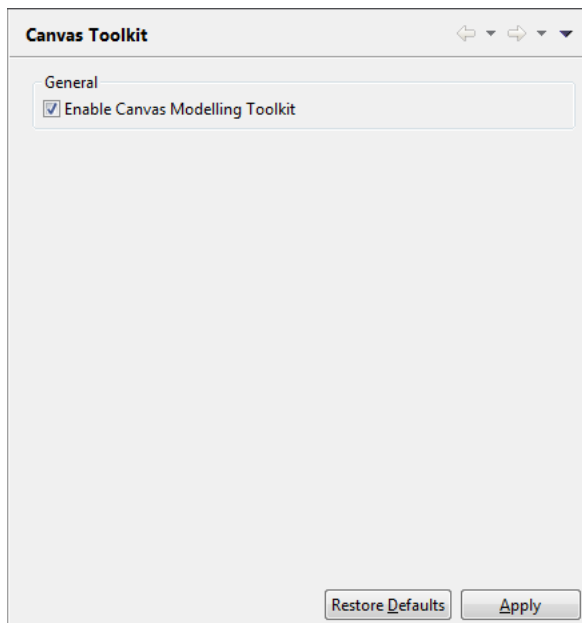 Canvas Toolkit
General
Enable Canvas Modelling Toolkit
Restore Defaults
Apply